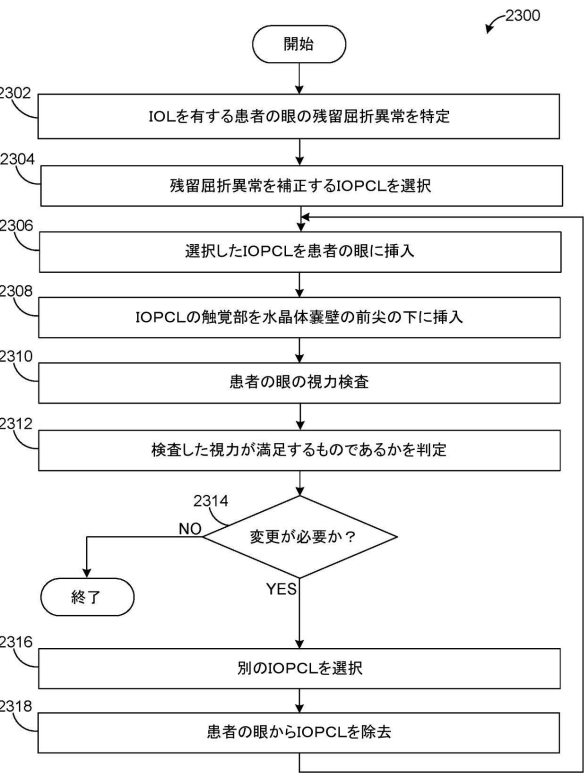 2300
開始
2302
IOLを有する患者の眼の残留屈折異常を特定
2304
残留屈折異常を補正するIOPCLを選択
2306
選択したIOPCLを患者の眼に挿入
2308
IOPCLの触覚部を水晶体嚢壁の前尖の下に挿入
2310
患者の眼の視力検査
2312
検査した視力が満足するものであるかを判定
2314
変更が必要か？
NO
YES
終了
2316
別のIOPCLを選択
2318
患者の眼からIOPCLを除去